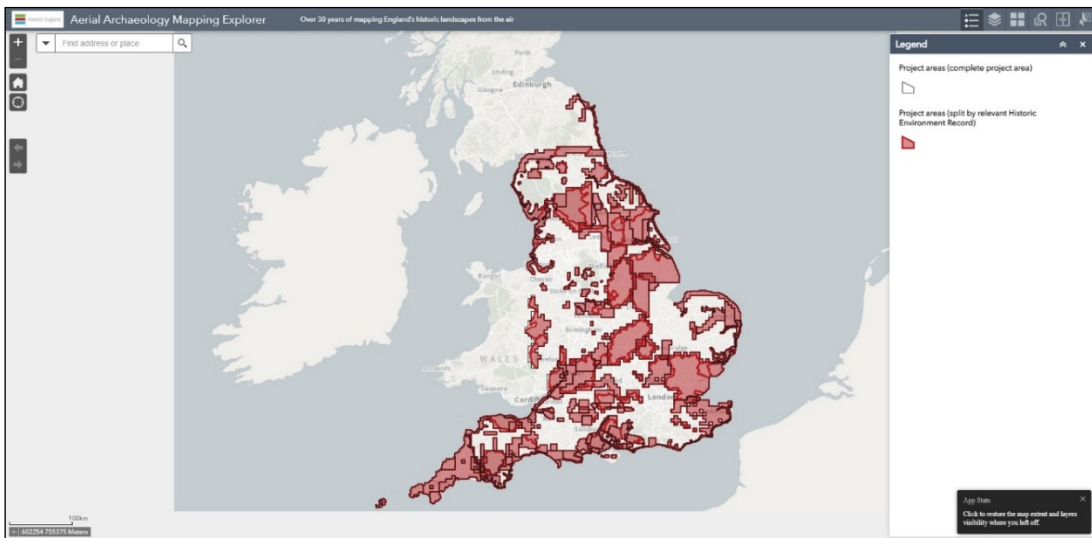 Historic England
Aerial Archaeology Mapping Explorer
Over 30 years of mapping England's historic landscapes from the air
Find address or place
Legend
Project areas (complete project area)
Project areas (split by relevant Historic
Environment Record)
Perth
Stirling
Glasgow
Edinburgh
Bangor
Chester
Birmingham
WALES
Cardiff
London
100km
602254 755375 Meters
App State
Click to restore the map extent and layers
visibility where you left off.